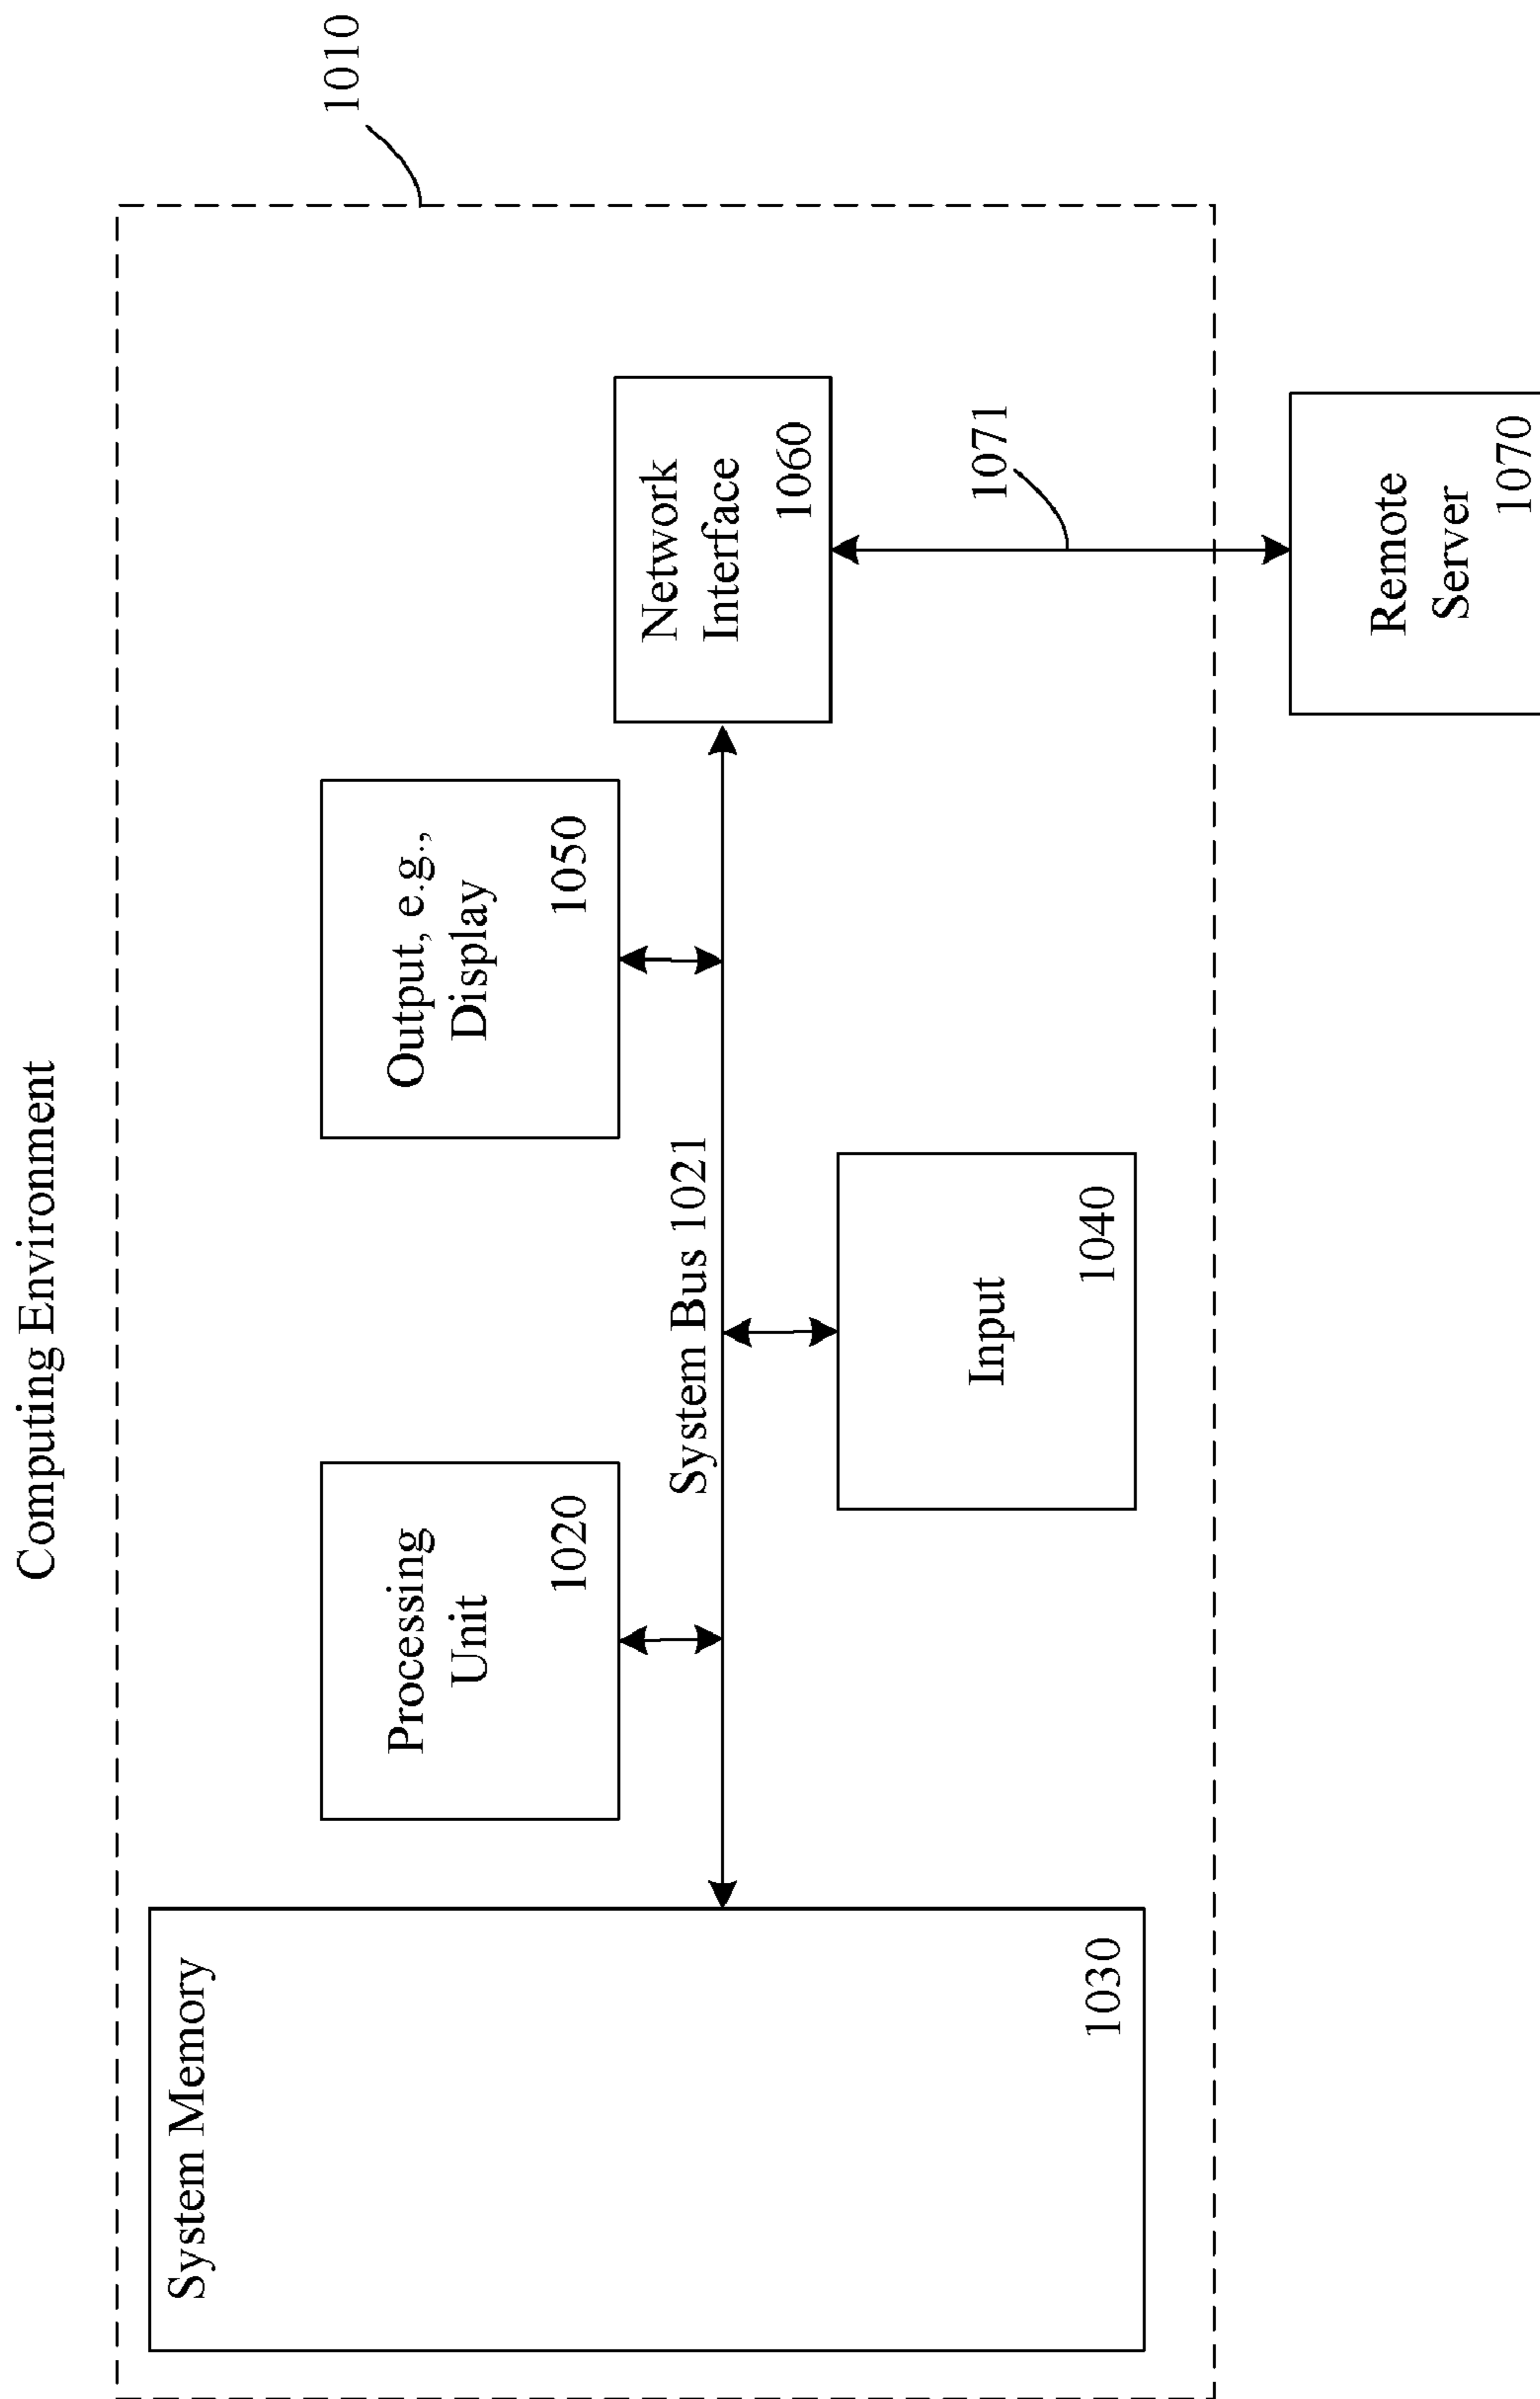 Computing Environment
1010
System Memory
1030
Processing
Unit
1020
Output, e.g.,
Display
1050
System Bus 1021
Input
1040
Network
Interface
1060
1071
Remote
Server
1070